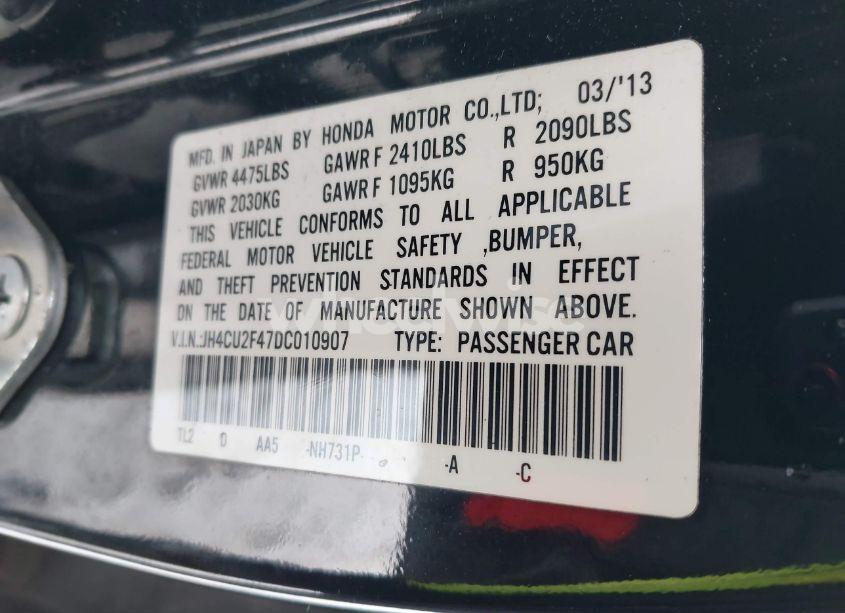 MFD. IN JAPAN BY HONDA MOTOR CO.,LTD; 03/'13
GVWR 4475LBS GAWR F 2410LBS R 2090LBS
GVWR 2030KG GAWR F 1095KG R 950KG
THIS VEHICLE CONFORMS TO ALL APPLICABLE
FEDERAL MOTOR VEHICLE SAFETY ,BUMPER,
AND THEFT PREVENTION STANDARDS IN EFFECT
ON THE DATE OF MANUFACTURE SHOWN ABOVE.
V.I.N.:JH4CU2F47DC010907 TYPE: PASSENGER CAR
TL2 0 AA5 -NH731P- -A -C